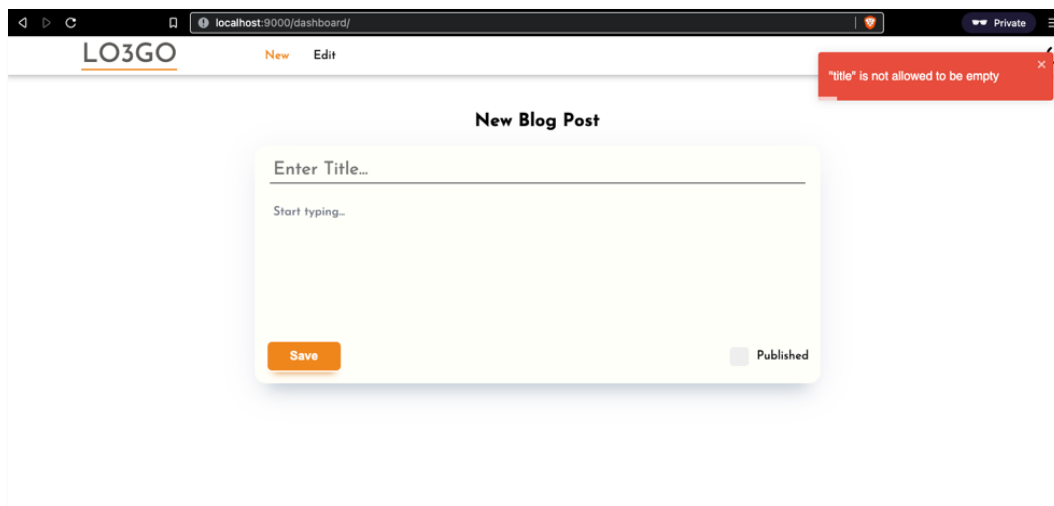 localhost:9000/dashboard/
Private
LO3GO
New
Edit
"title" is not allowed to be empty
New Blog Post
Enter Title...
Start typing...
Save
Published